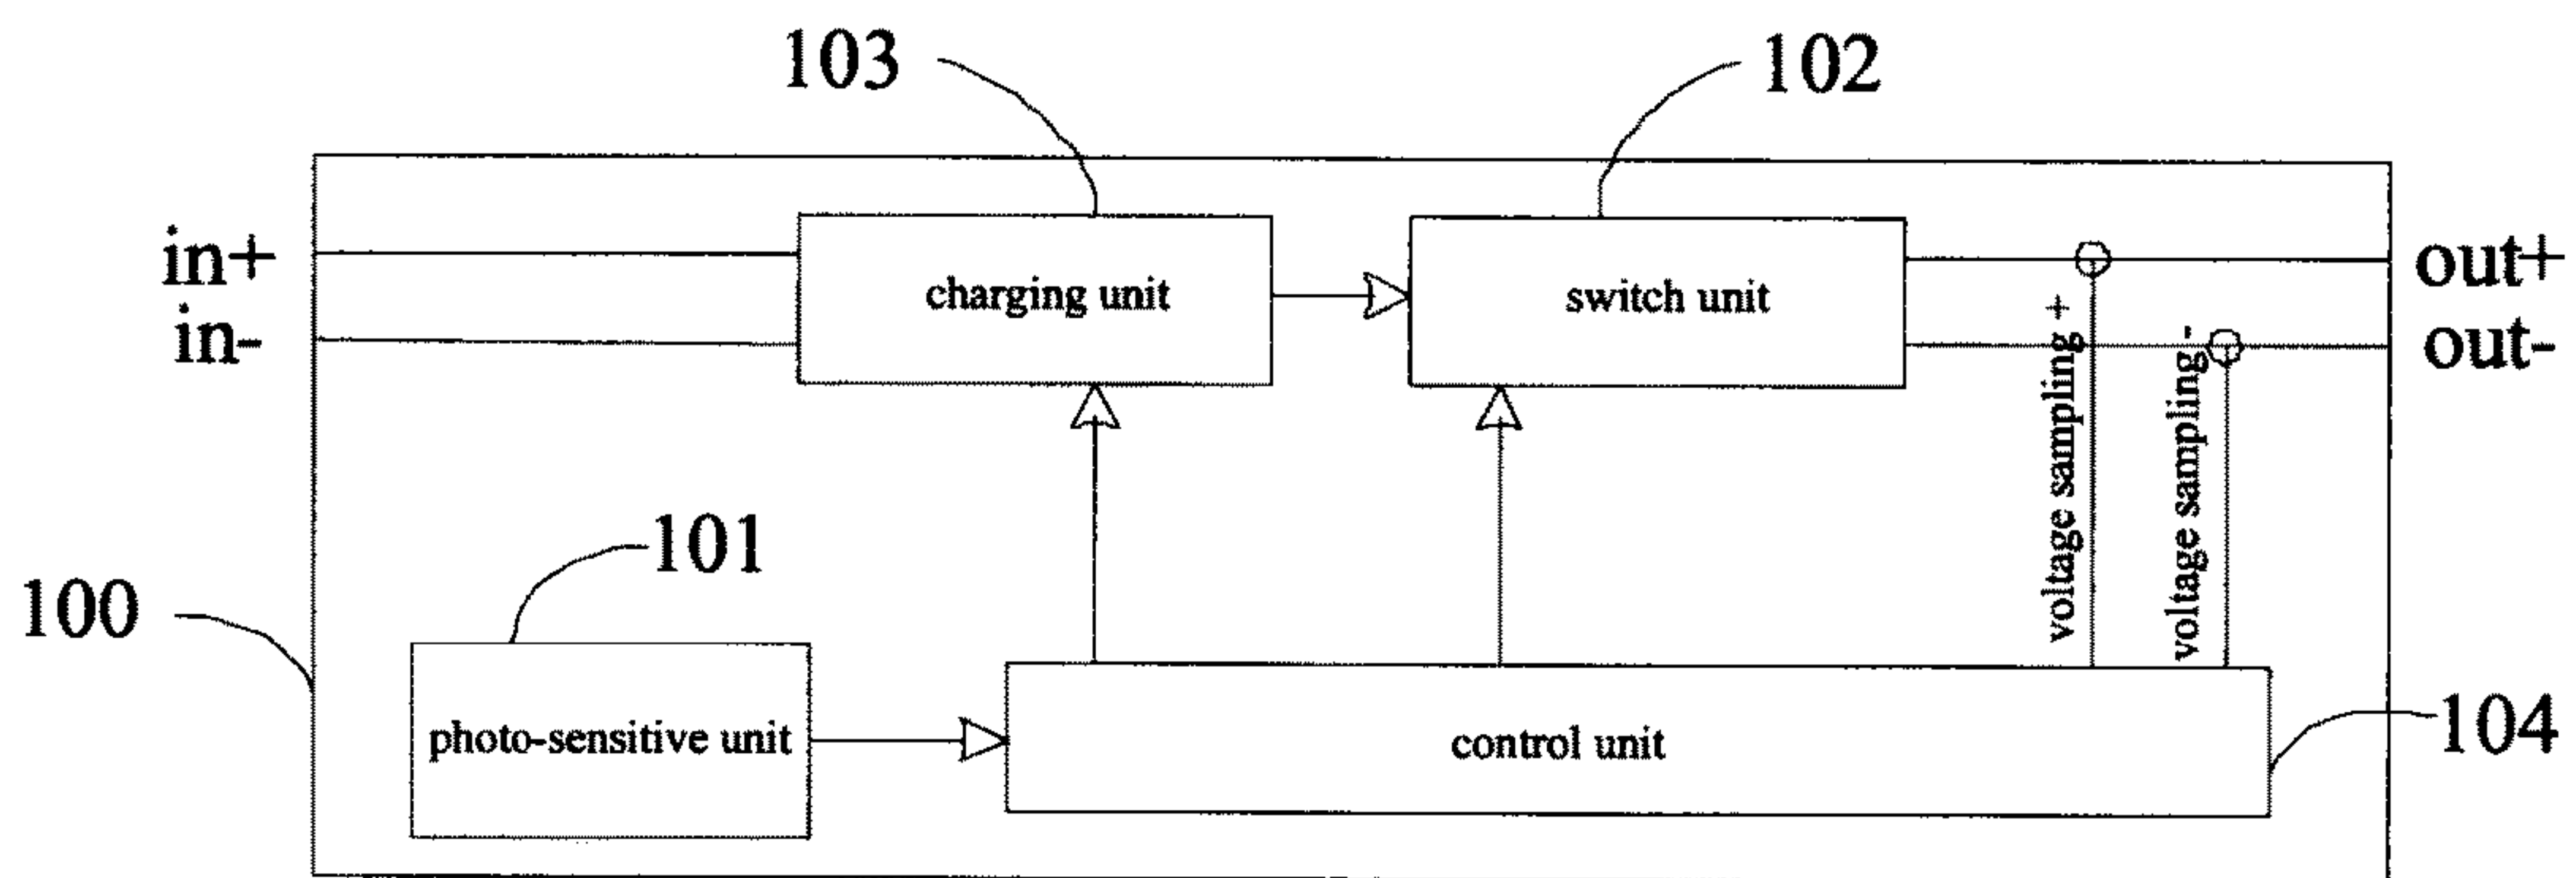 103
102
in+
charging unit
switch unit
out+
in-
out-
voltage sampling +
voltage sampling -
101
100
photo-sensitive unit
control unit
104